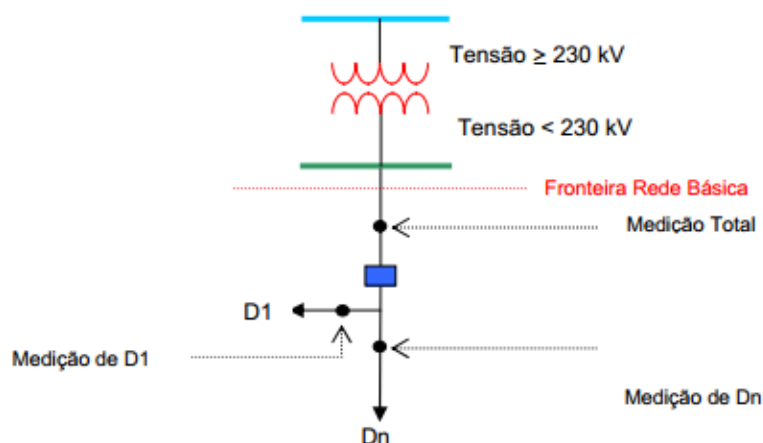 Tensão ≥ 230 kV
Tensão < 230 kV
Fronteira Rede Básica
Medição Total
D1
Medição de D1
Medição de Dn
Dn